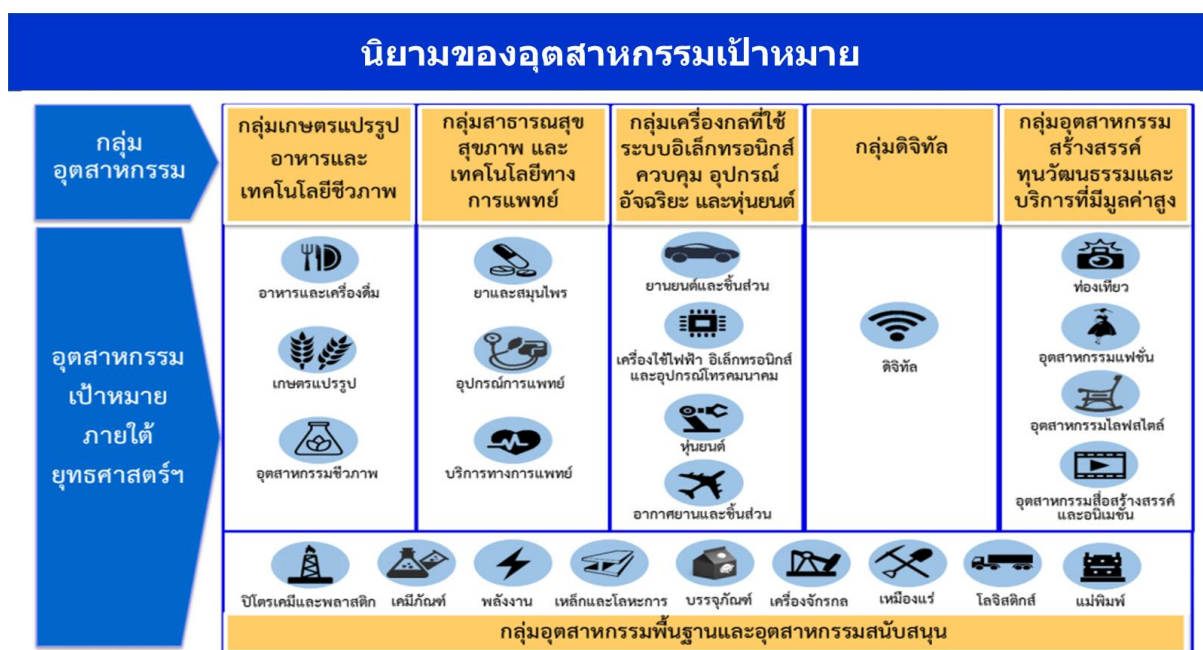 นิยามของอุตสาหกรรมเป้าหมาย
กลุ่ม
อุตสาหกรรม
กลุ่มเกษตรแปรรูป
อาหารและ
เทคโนโลยีชีวภาพ
กลุ่มสาธารณสุข
สุขภาพ และ
เทคโนโลยีทาง
การแพทย์
กลุ่มเครื่องกลที่ใช้
ระบบอิเล็กทรอนิกส์
ควบคุม อุปกรณ์
อัจฉริยะ และหุ่นยนต์
กลุ่มดิจิทัล
กลุ่มอุตสาหกรรม
สร้างสรรค์
ทุนวัฒนธรรมและ
บริการที่มีมูลค่าสูง
อุตสาหกรรม
เป้าหมาย
ภายใต้
ยุทธศาสตร์ฯ
อาหารและเครื่องดื่ม
เกษตรแปรรูป
อุตสาหกรรมชีวภาพ
ยาและสมุนไพร
อุปกรณ์การแพทย์
บริการทางการแพทย์
ยานยนต์และชิ้นส่วน
เครื่องใช้ไฟฟ้า อิเล็กทรอนิกส์
และอุปกรณ์โทรคมนาคม
หุ่นยนต์
อากาศยานและชิ้นส่วน
ดิจิทัล
ท่องเที่ยว
อุตสาหกรรมแฟชั่น
อุตสาหกรรมไลฟสไตล์
อุตสาหกรรมสื่อสร้างสรรค์
และอนิเมชั่น
ปิโตรเคมีและพลาสติก
เคมีภัณฑ์
พลังงาน
เหล็กและโลหะการ
บรรจุภัณฑ์
เครื่องจักรกล
เหมืองแร่
โลจิสติกส์
แม่พิมพ์
กลุ่มอุตสาหกรรมพื้นฐานและอุตสาหกรรมสนับสนุน